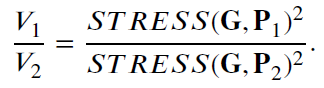 V₁/V₂ = STRESS(G, P₁)²/STRESS(G, P₂)².